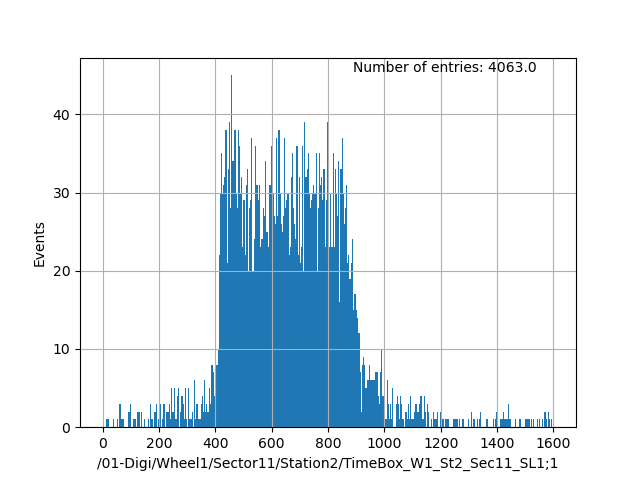 Number of entries: 4063.0
40
30
20
10
0
Events
0 200 400 600 800 1000 1200 1400 1600
/01-Digi/Wheel1/Sector11/Station2/TimeBox_W1_St2_Sec11_SL1;1